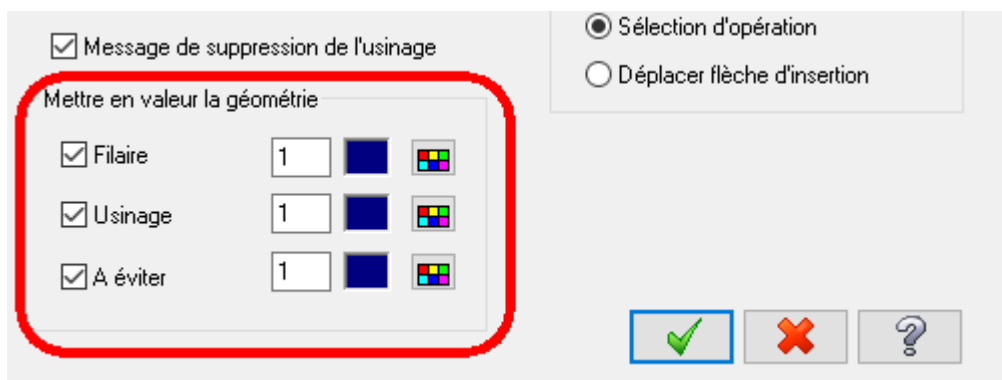 Message de suppression de l'usinage
Sélection d'opération
Déplacer flèche d'insertion
Mettre en valeur la géométrie
Filaire 1
Usinage 1
A éviter 1